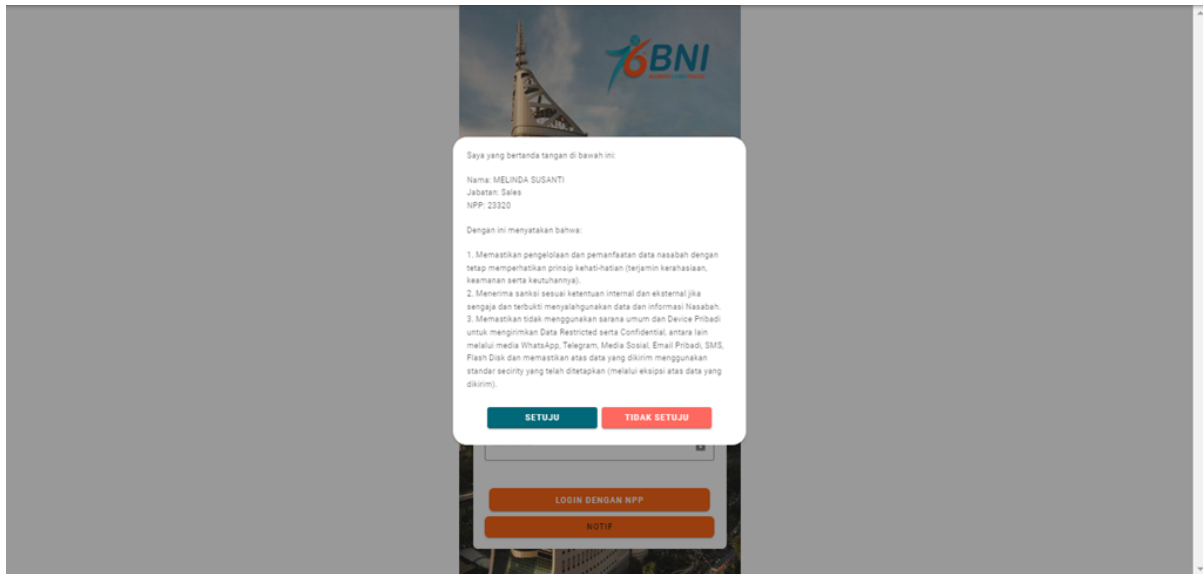 76 BNI
Saya yang bertanda tangan di bawah ini:
Nama: MELINDA SUSANTI
Jabatan: Sales
NPP: 23320
Dengan ini menyatakan bahwa:
1. Memastikan pengelolaan dan pemanfaatan data nasabah dengan
tetap memperhatikan prinsip kehati-hatian (terjamin kerahasiaan,
keamanan serta keutuhannya).
2. Menerima sanksi sesuai ketentuan internal dan eksternal jika
sengaja dan terbukti menyalahgunakan data dan informasi Nasabah.
3. Memastikan tidak menggunakan sarana umum dan Device Pribadi
untuk mengirimkan Data Restricted serta Confidential, antara lain
melalui media WhatsApp, Telegram, Media Sosial, Email Pribadi, SMS,
Flash Disk dan memastikan atas data yang dikirim menggunakan
standar secirity yang telah ditetapkan (melalui eksipsi atas data yang
dikirim).
SETUJU
TIDAK SETUJU
LOGIN DENGAN NPP
NOTIF